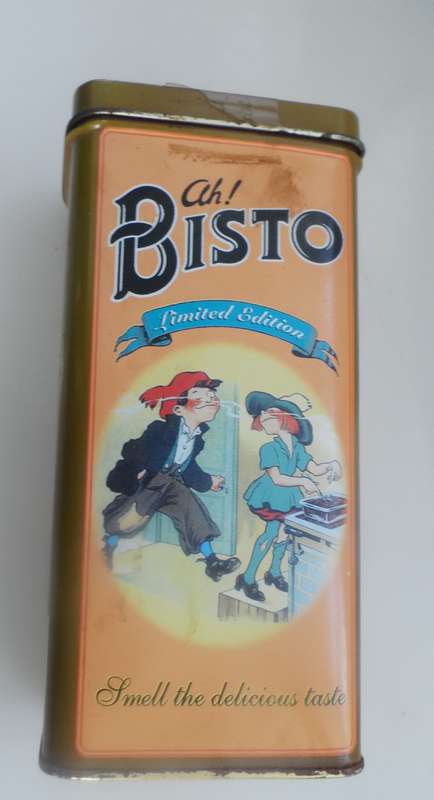 Ah!
BISTO
Limited Edition
Smell the delicious taste